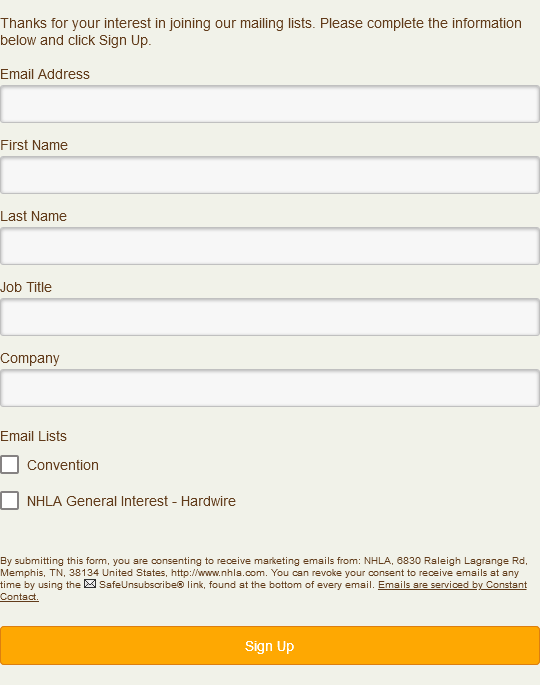 Thanks for your interest in joining our mailing lists. Please complete the information
below and click Sign Up.
Email Address
First Name
Last Name
Job Title
Company
Email Lists
Convention
NHLA General Interest - Hardwire
By submitting this form, you are consenting to receive marketing emails from: NHLA, 6830 Raleigh Lagrange Rd,
Memphis, TN, 38134 United States, http://www.nhla.com. You can revoke your consent to receive emails at any
time by using the SafeUnsubscribe® link, found at the bottom of every email. Emails are serviced by Constant
Contact.
Sign Up